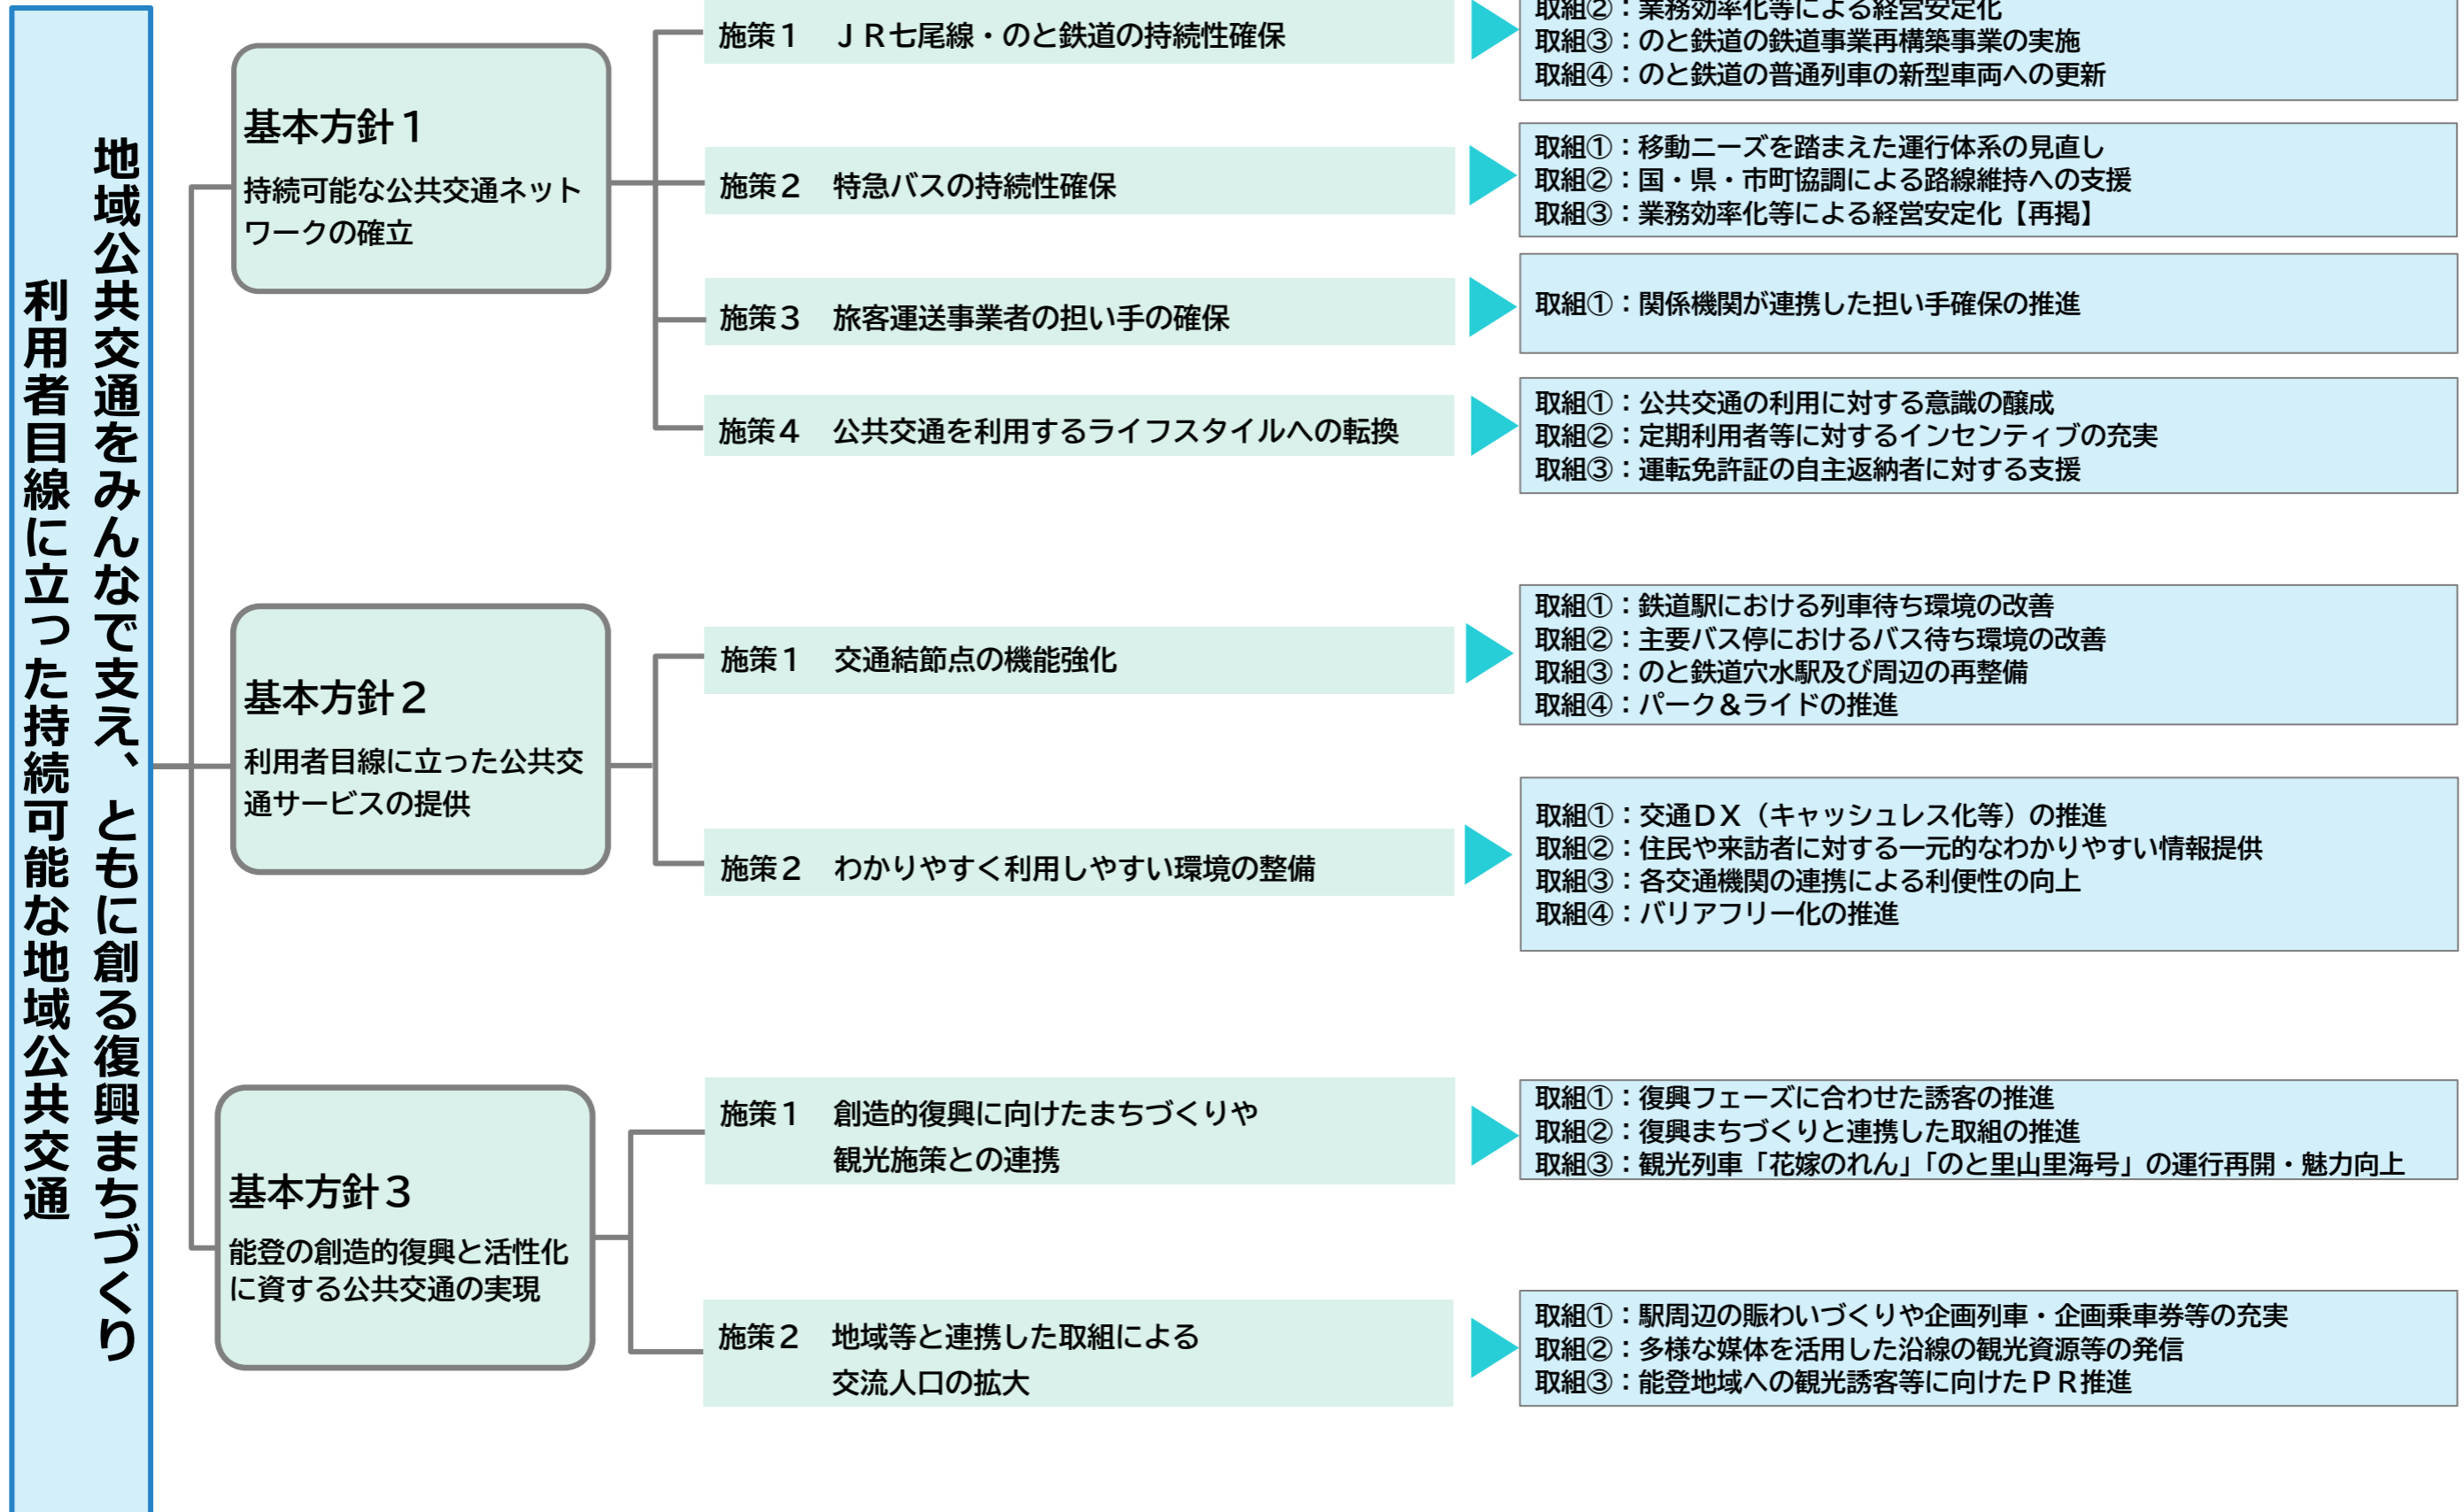 地域公共交通をみんなで支え、ともに創る復興まちづくり
利用者目線に立った持続可能な地域公共交通
基本方針１
持続可能な公共交通ネット
ワークの確立
施策１　ＪＲ七尾線・のと鉄道の持続性確保
取組②：業務効率化等による経営安定化
取組③：のと鉄道の鉄道事業再構築事業の実施
取組④：のと鉄道の普通列車の新型車両への更新
施策２　特急バスの持続性確保
取組①：移動ニーズを踏まえた運行体系の見直し
取組②：国・県・市町協調による路線維持への支援
取組③：業務効率化等による経営安定化【再掲】
施策３　旅客運送事業者の担い手の確保
取組①：関係機関が連携した担い手確保の推進
施策４　公共交通を利用するライフスタイルへの転換
取組①：公共交通の利用に対する意識の醸成
取組②：定期利用者等に対するインセンティブの充実
取組③：運転免許証の自主返納者に対する支援
基本方針２
利用者目線に立った公共交
通サービスの提供
施策１　交通結節点の機能強化
取組①：鉄道駅における列車待ち環境の改善
取組②：主要バス停におけるバス待ち環境の改善
取組③：のと鉄道穴水駅及び周辺の再整備
取組④：パーク＆ライドの推進
施策２　わかりやすく利用しやすい環境の整備
取組①：交通ＤＸ（キャッシュレス化等）の推進
取組②：住民や来訪者に対する一元的なわかりやすい情報提供
取組③：各交通機関の連携による利便性の向上
取組④：バリアフリー化の推進
基本方針３
能登の創造的復興と活性化
に資する公共交通の実現
施策１　創造的復興に向けたまちづくりや
観光施策との連携
取組①：復興フェーズに合わせた誘客の推進
取組②：復興まちづくりと連携した取組の推進
取組③：観光列車「花嫁のれん」「のと里山里海号」の運行再開・魅力向上
施策２　地域等と連携した取組による
交流人口の拡大
取組①：駅周辺の賑わいづくりや企画列車・企画乗車券等の充実
取組②：多様な媒体を活用した沿線の観光資源等の発信
取組③：能登地域への観光誘客等に向けたＰＲ推進